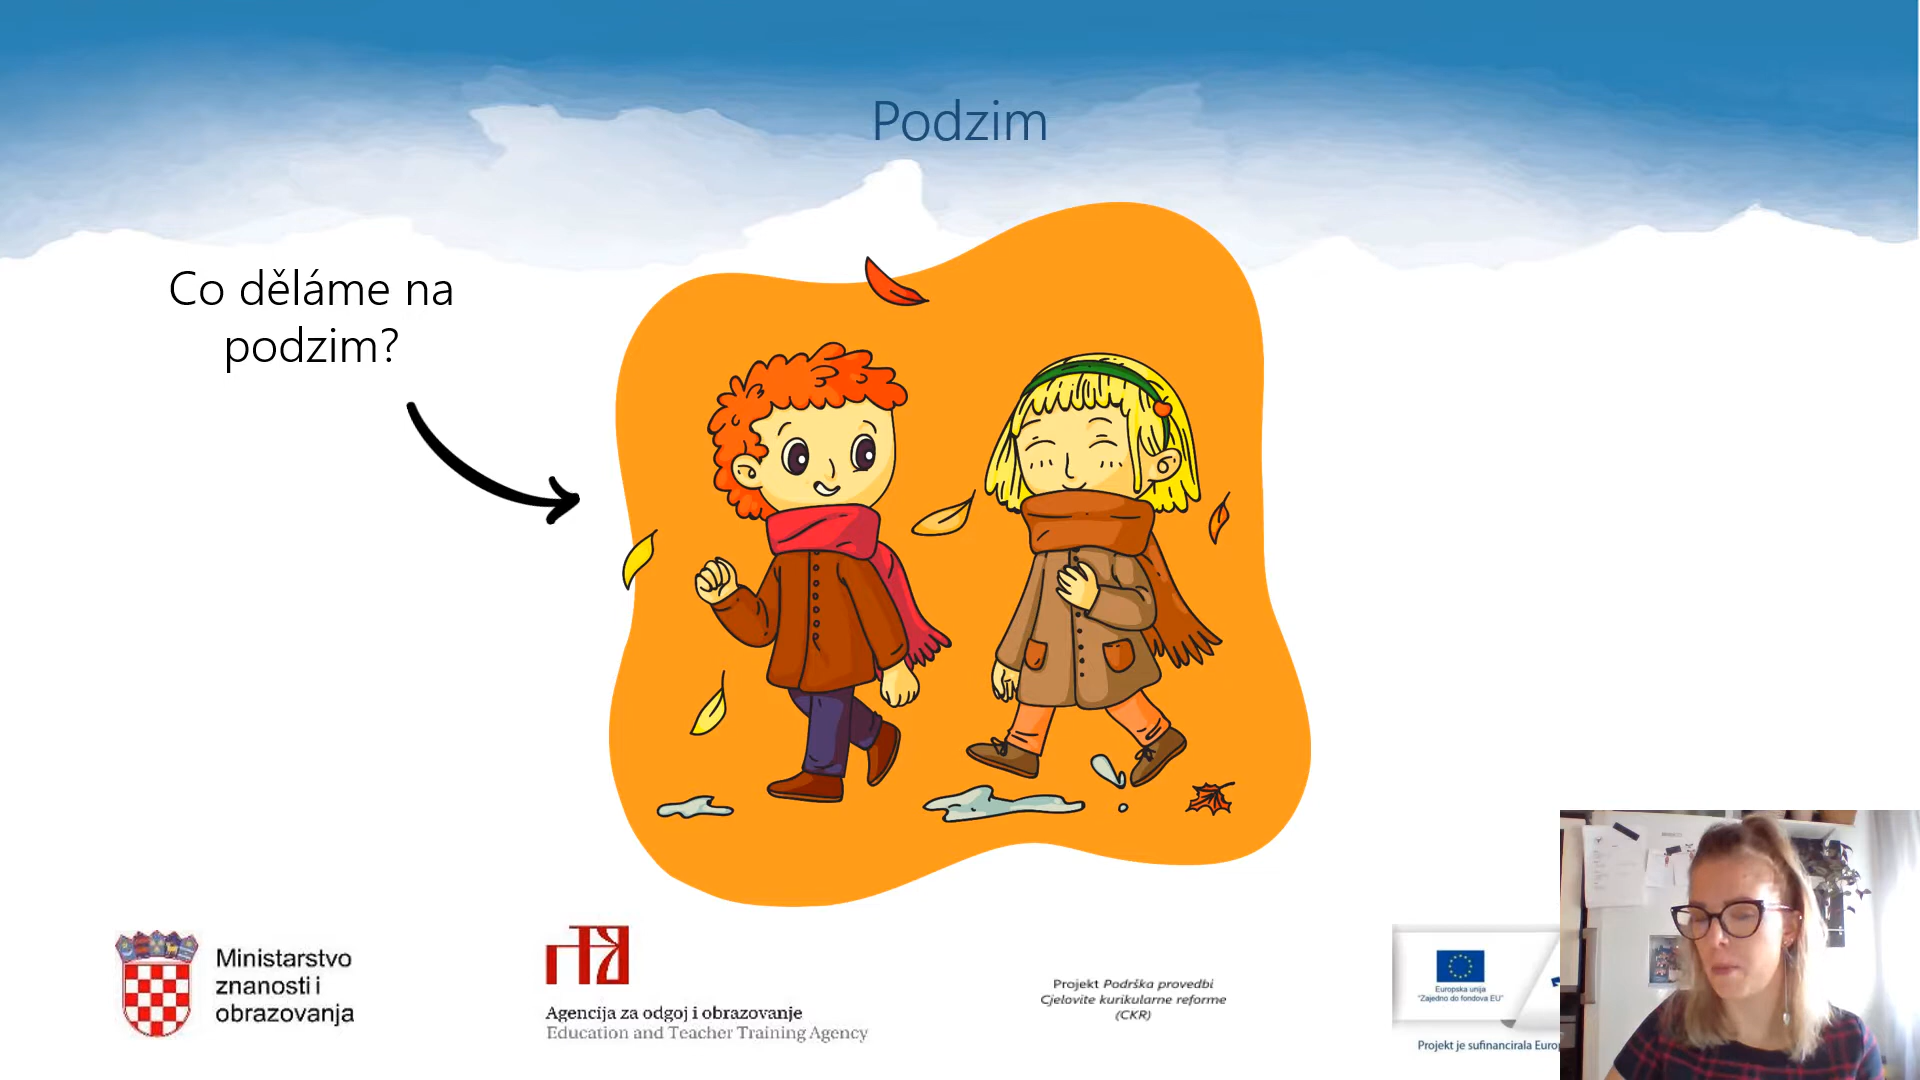 Podzim
Co děláme na
podzim?
Ministarstvo
znanosti i
obrazovanja
Agencija za odgoj i obrazovanje
Education and Teacher Training Agency
Projekt Podrška provedbi
Cjelovite kurikularne reforme
(CKR)
Europska unija
"Zajedno do fondova EU"
Projekt je sufinancirala Euro